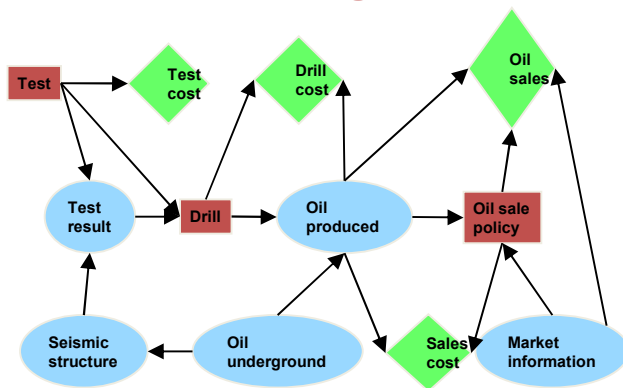 Test
Test
cost
Drill
cost
Oil
sales
Test
result
Drill
Oil
produced
Oil sale
policy
Seismic
structure
Oil
underground
Sales
cost
Market
information